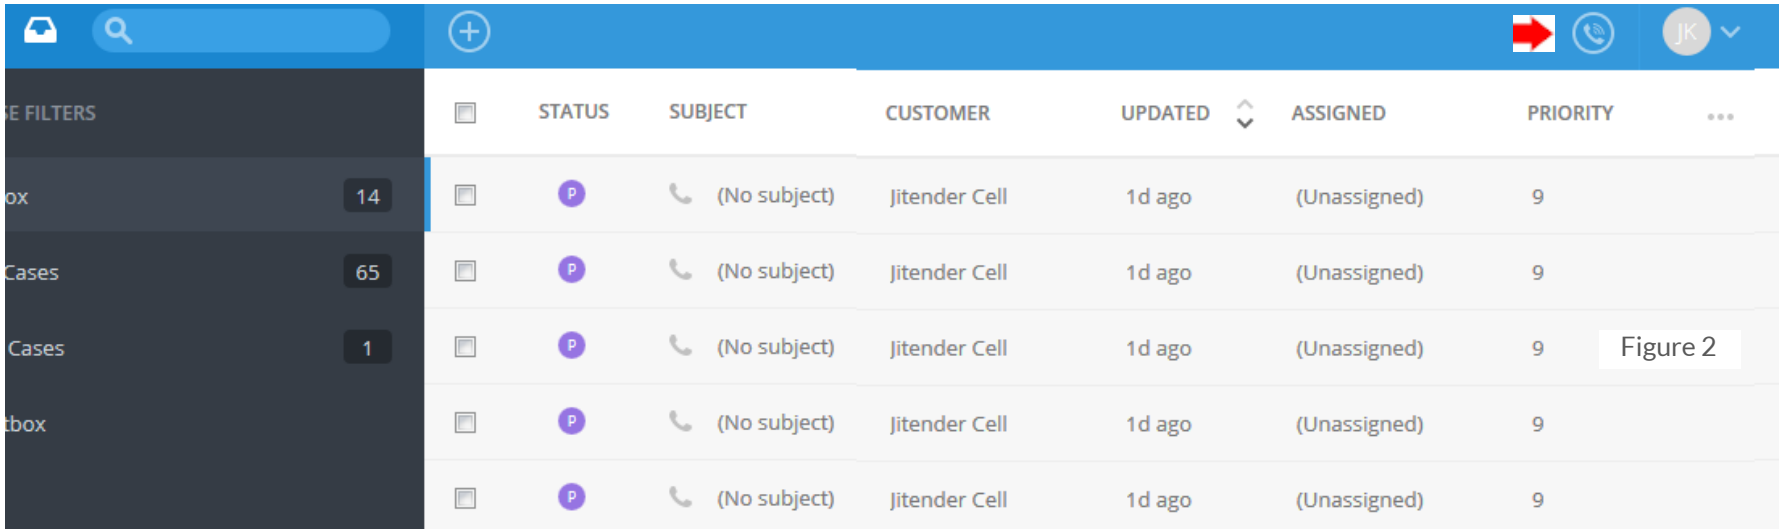 JK
SE FILTERS
STATUS SUBJECT CUSTOMER UPDATED ASSIGNED PRIORITY
ox 14
P (No subject) Jitender Cell 1d ago (Unassigned) 9
Cases 65
P (No subject) Jitender Cell 1d ago (Unassigned) 9
Cases 1
P (No subject) Jitender Cell 1d ago (Unassigned) 9 Figure 2
tbox
P (No subject) Jitender Cell 1d ago (Unassigned) 9
P (No subject) Jitender Cell 1d ago (Unassigned) 9